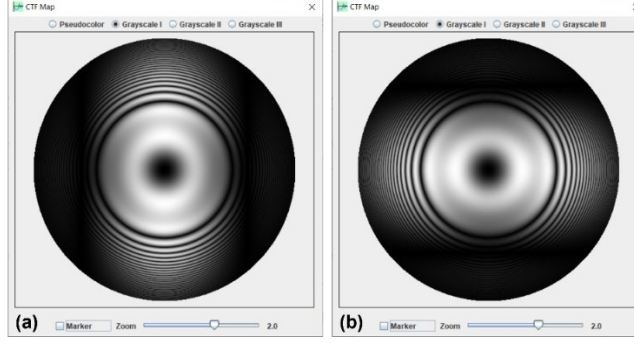 CTF Map
Pseudocolor Grayscale I Grayscale II Grayscale III
(a)
Marker Zoom 2.0
CTF Map
Pseudocolor Grayscale I Grayscale II Grayscale III
(b)
Marker Zoom 2.0